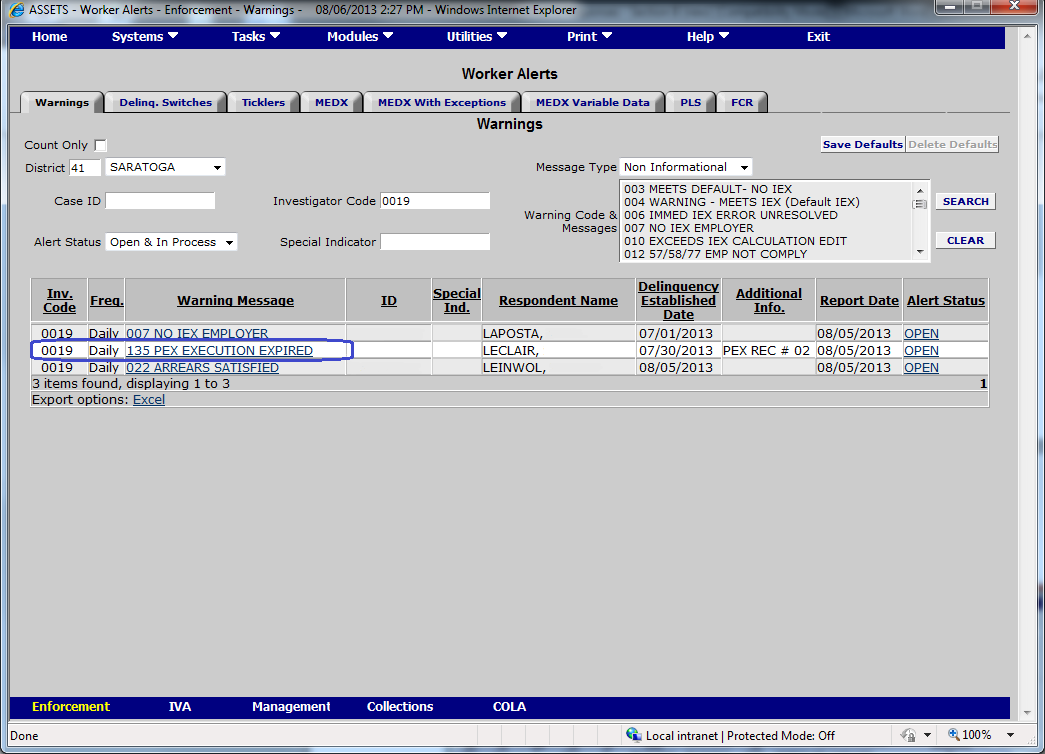 ASSETS - Worker Alerts - Enforcement - Warnings - 08/06/2013 2:27 PM - Windows Internet Explorer
Home Systems Tasks Modules Utilities Print Help Exit
Worker Alerts
Warnings Delinq. Switches Ticklers MEDX MEDX With Exceptions MEDX Variable Data PLS FCR
Warnings
Count Only Save Defaults Delete Defaults
District 41 SARATOGA Message Type Non Informational
Case ID Investigator Code 0019
Alert Status Open & In Process Special Indicator
Warning Code & Messages
003 MEETS DEFAULT- NO IEX
004 WARNING - MEETS IEX (Default IEX)
006 IMMED IEX ERROR UNRESOLVED
007 NO IEX EMPLOYER
010 EXCEEDS IEX CALCULATION EDIT
012 57/58/77 EMP NOT COMPLY
SEARCH
CLEAR
Inv. Code Freq. Warning Message ID Special Ind. Respondent Name Delinquency Established Date Additional Info. Report Date Alert Status
0019 Daily 007 NO IEX EMPLOYER LAPOSTA, 07/01/2013 08/05/2013 OPEN
0019 Daily 135 PEX EXECUTION EXPIRED LECLAIR, 07/30/2013 PEX REC # 02 08/05/2013 OPEN
0019 Daily 022 ARREARS SATISFIED LEINWOL, 08/05/2013 08/05/2013 OPEN
3 items found, displaying 1 to 3 1
Export options: Excel
Enforcement IVA Management Collections COLA
Done Local intranet | Protected Mode: Off 100%